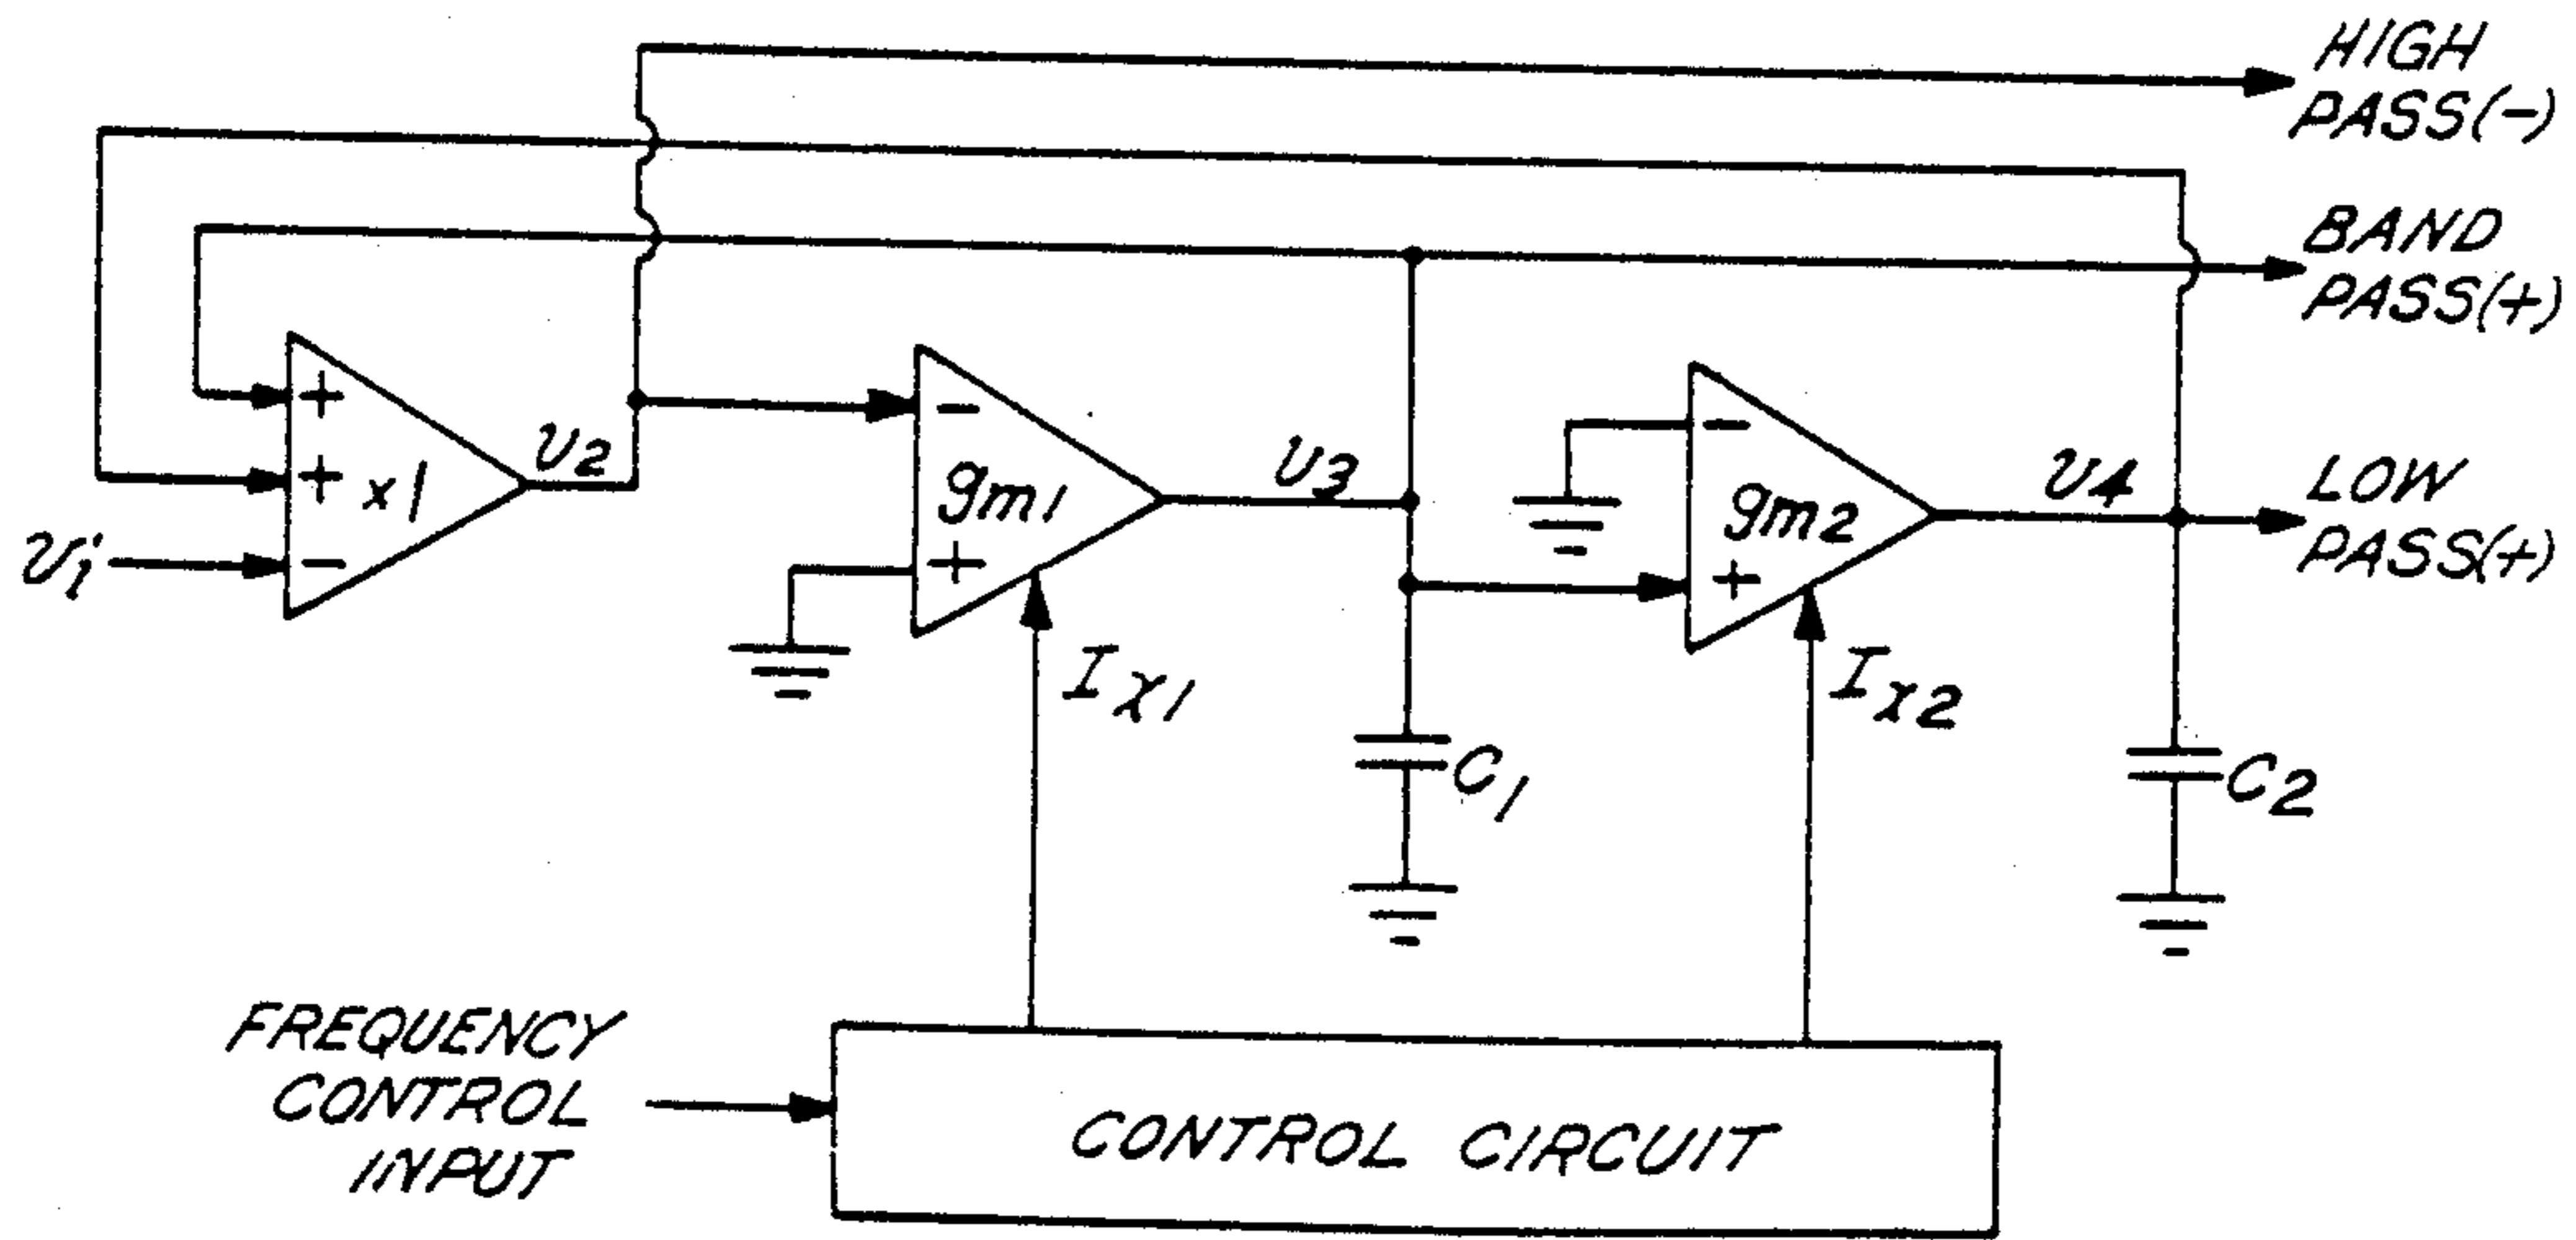 HIGH
PASS(-)
BAND
PASS(+)
+
+ x1
-
vi
v2
-
gm1
+
v3
-
gm2
+
v4
LOW
PASS(+)
Ix1
Ix2
C1
C2
FREQUENCY
CONTROL
INPUT
CONTROL CIRCUIT